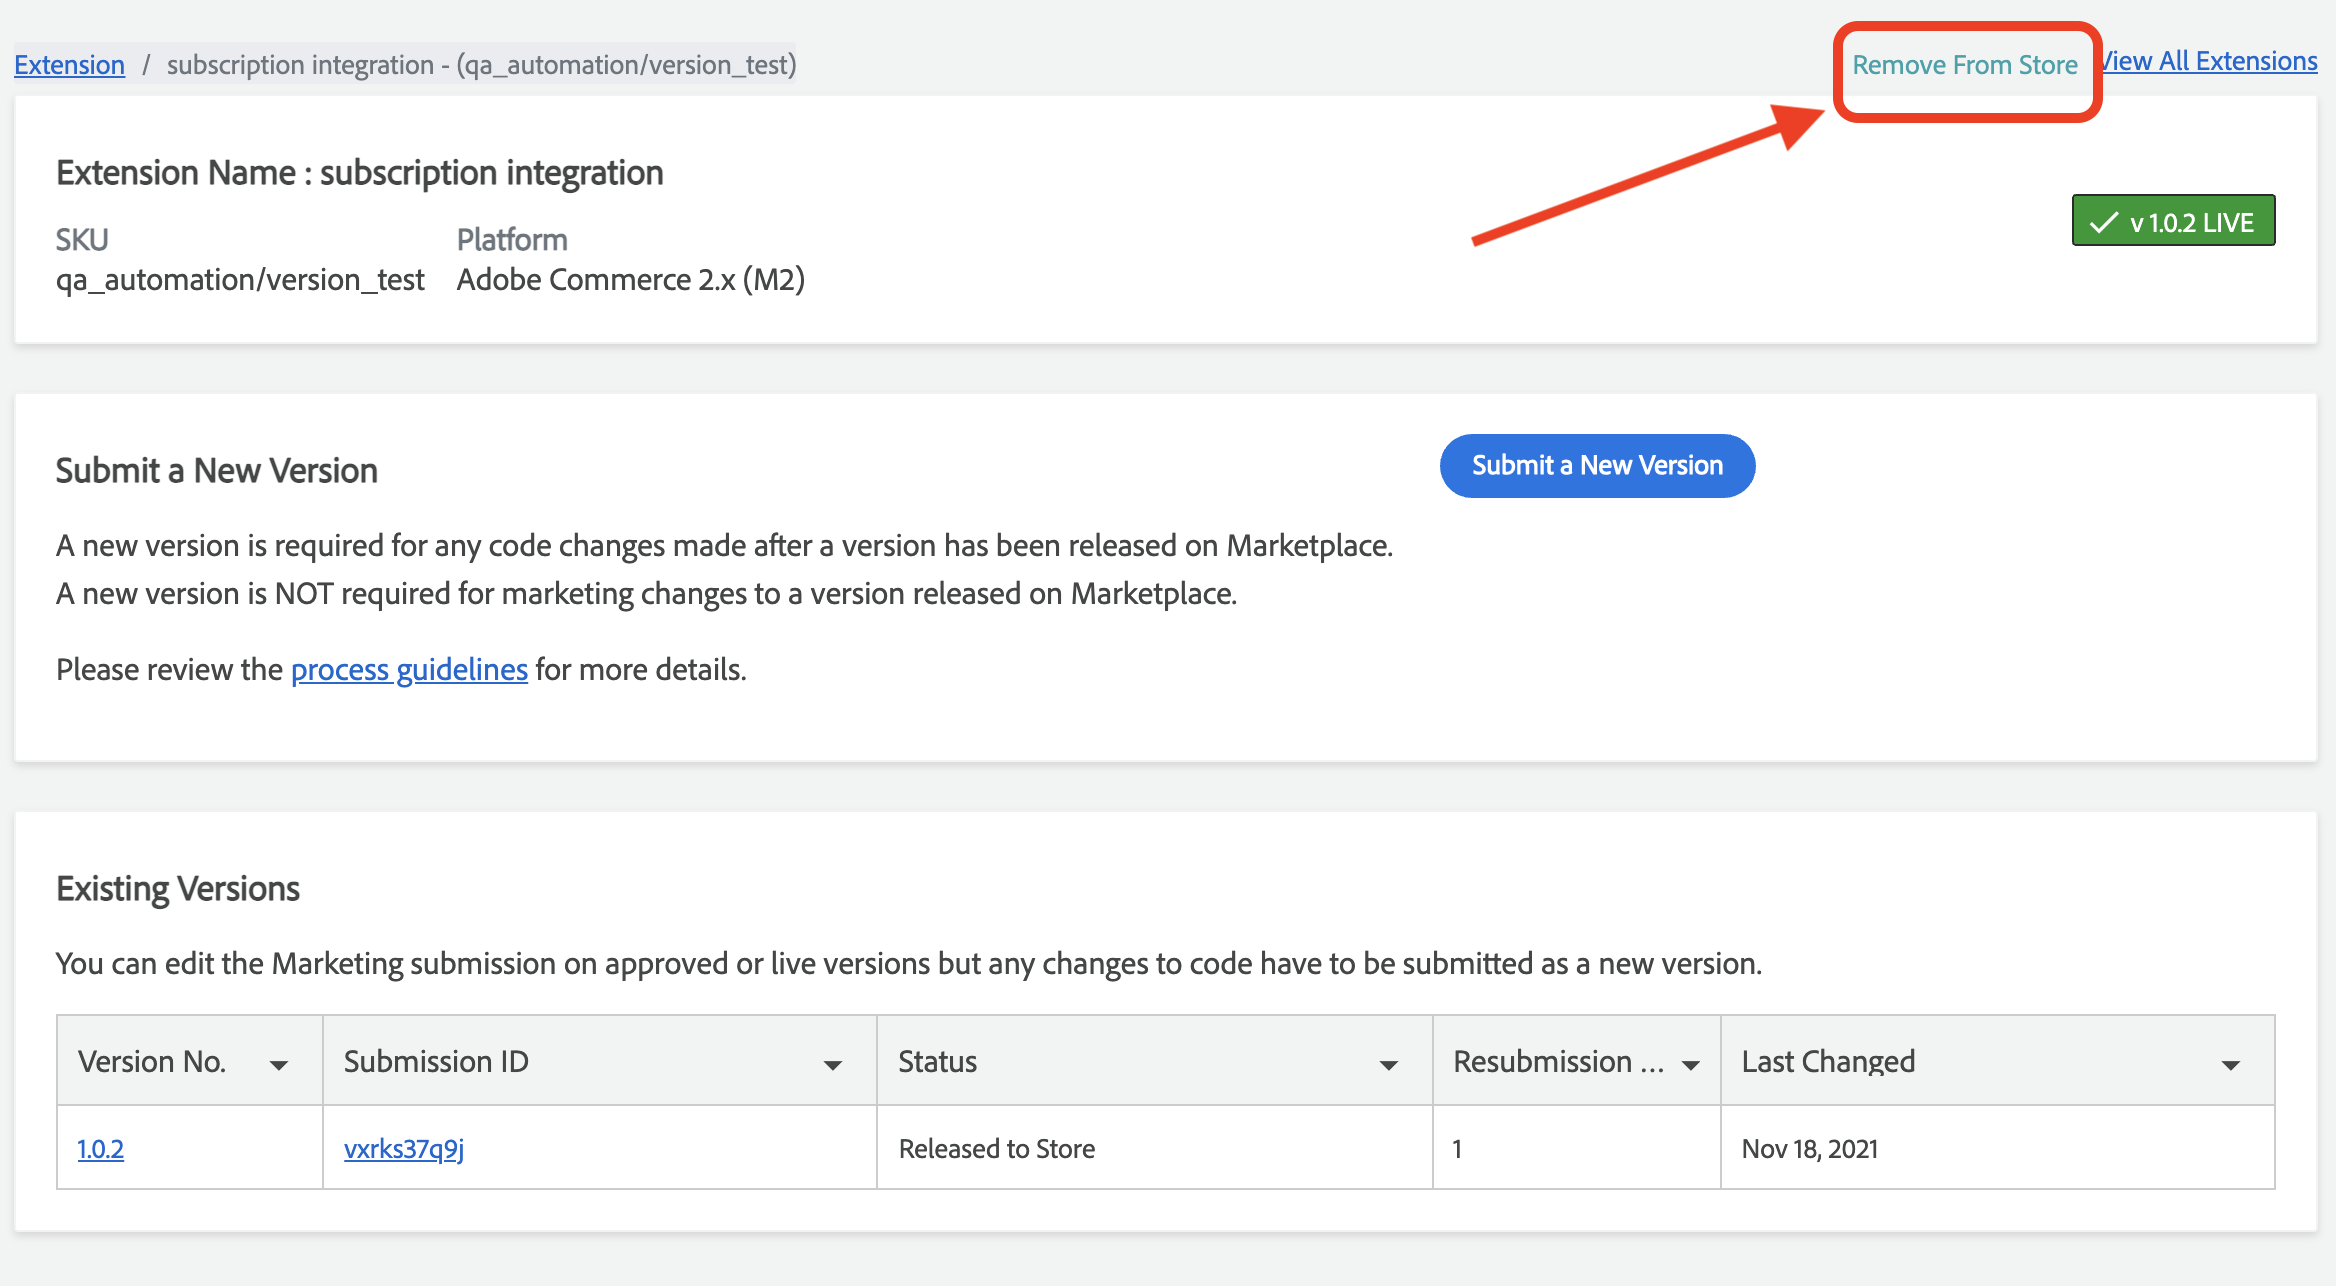 Extension / subscription integration - (qa_automation/version_test)
Remove From Store
View All Extensions
Extension Name : subscription integration
SKU
Platform
qa_automation/version_test
Adobe Commerce 2.x (M2)
v 1.0.2 LIVE
Submit a New Version
Submit a New Version
A new version is required for any code changes made after a version has been released on Marketplace.
A new version is NOT required for marketing changes to a version released on Marketplace.
Please review the process guidelines for more details.
Existing Versions
You can edit the Marketing submission on approved or live versions but any changes to code have to be submitted as a new version.
Version No. Submission ID Status Resubmission ... Last Changed
1.0.2 vxrks37q9j Released to Store 1 Nov 18, 2021